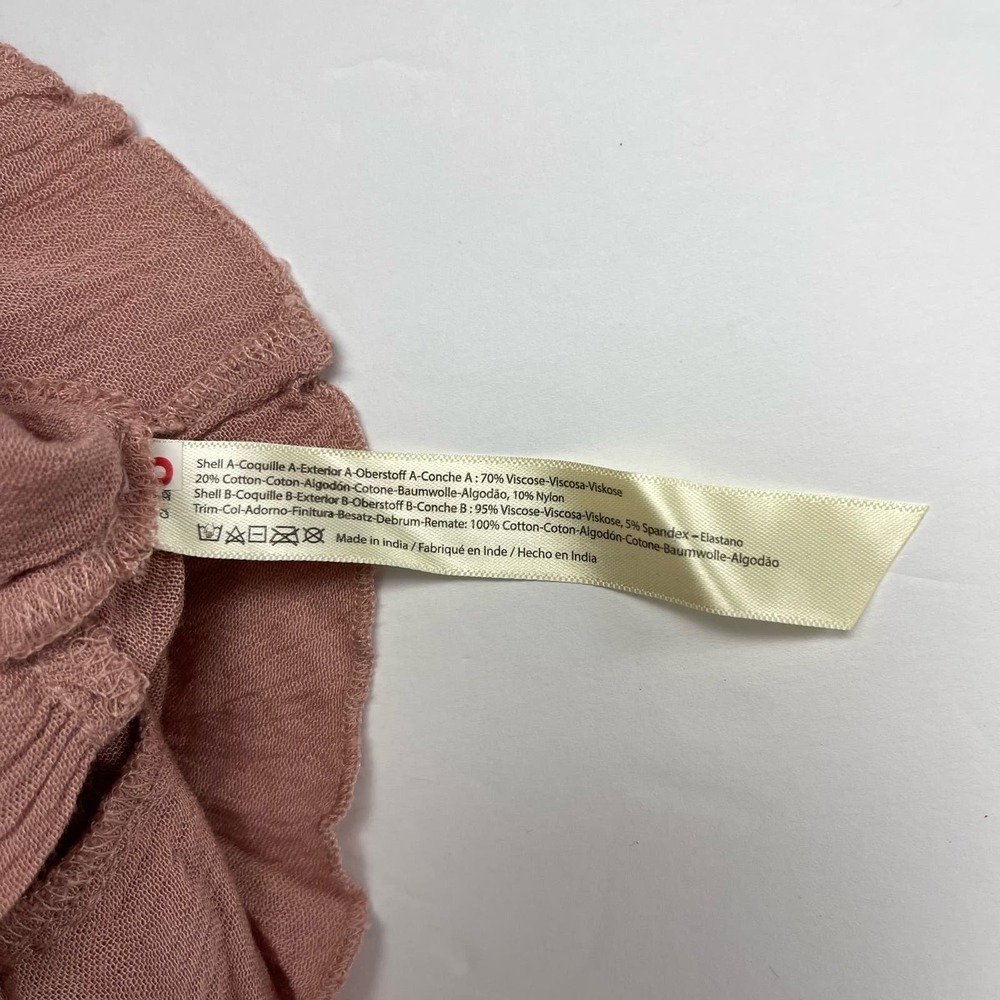 Shell A-Coquille A-Exterior A-Oberstoff A-Conche A : 70% Viscose-Viscosa-Viskose
20% Cotton-Coton-Algodón-Cotone-Baumwolle-Algodão, 10% Nylon
Shell B-Coquille B-Exterior B-Oberstoff B-Conche B : 95% Viscose-Viscosa-Viskose, 5% Spandex – Elastano
Trim-Col-Adorno-Finitura-Besatz-Debrum-Remate: 100% Cotton-Coton-Algodón-Cotone-Baumwolle-Algodão
Made in india / Fabriqué en Inde / Hecho en India